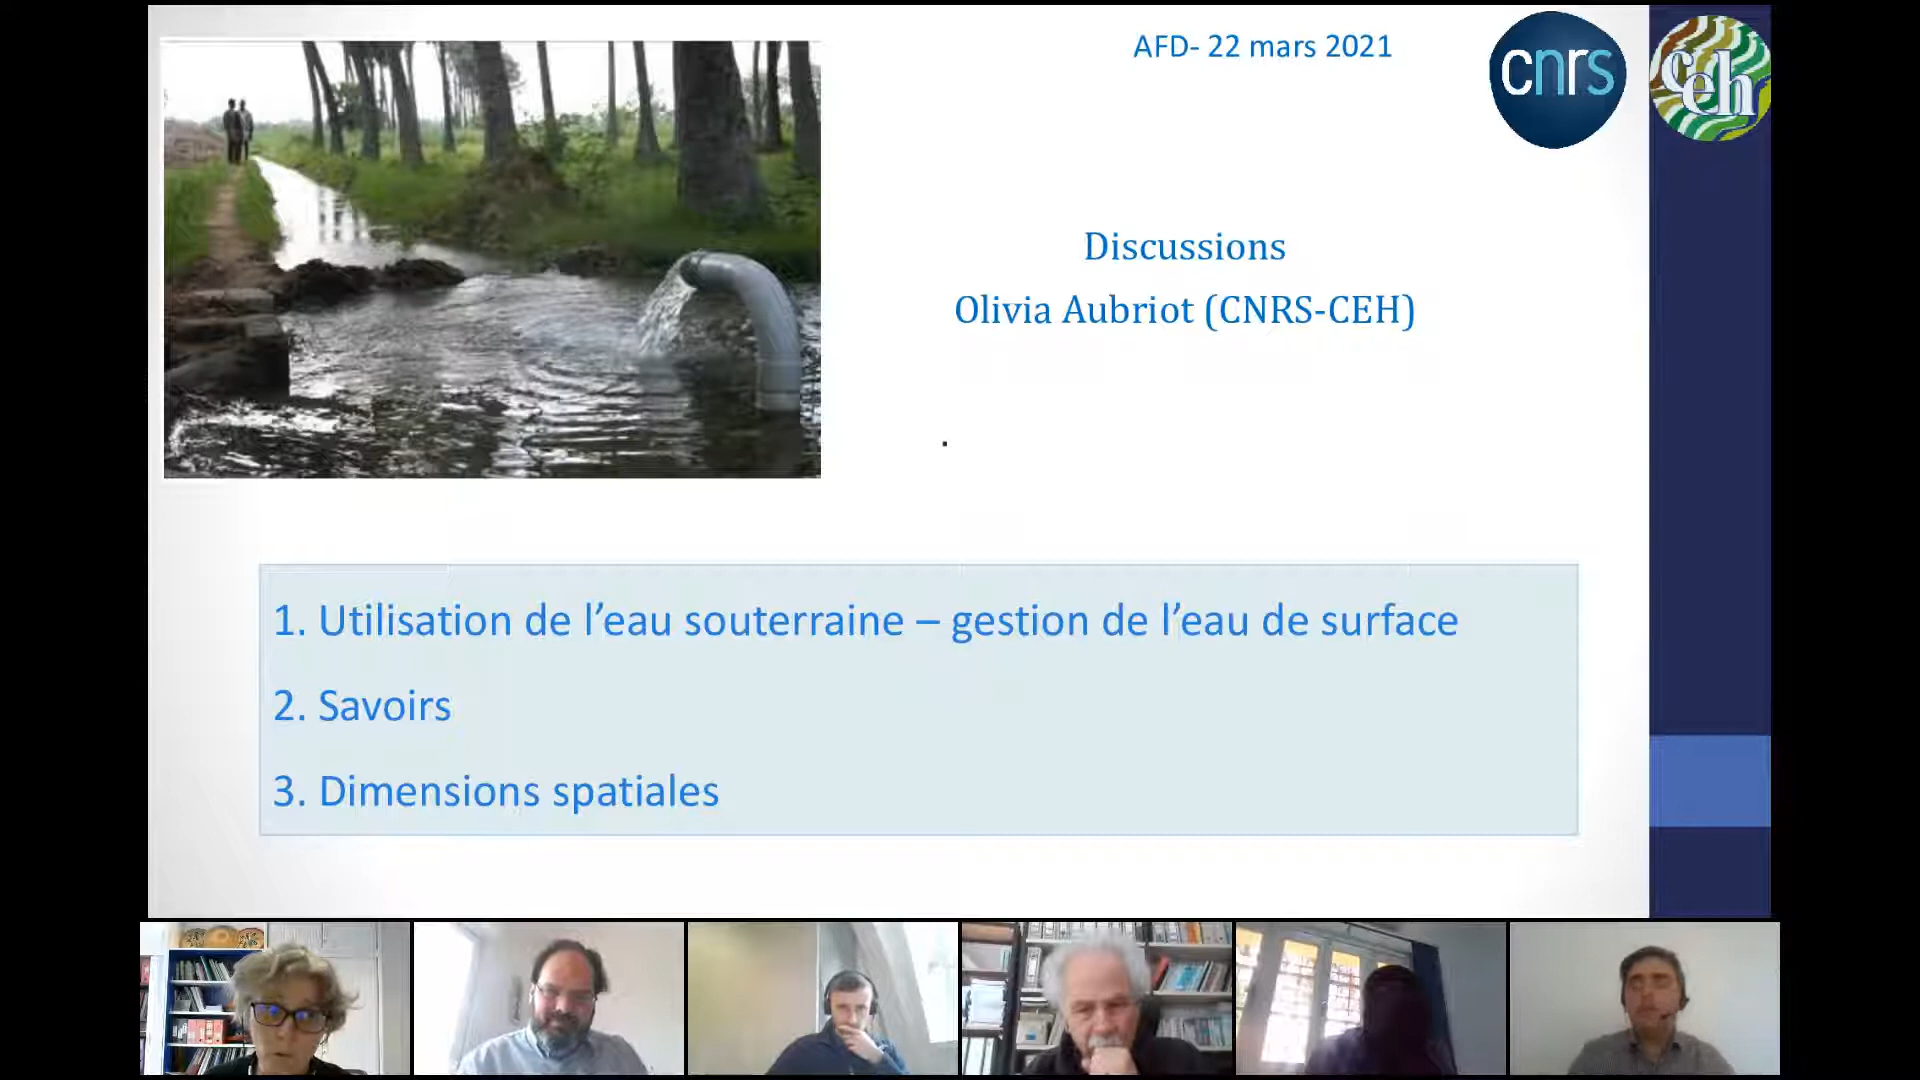 AFD- 22 mars 2021
cnrs
ceh
Discussions
Olivia Aubriot (CNRS-CEH)
.
1. Utilisation de l’eau souterraine – gestion de l’eau de surface
2. Savoirs
3. Dimensions spatiales